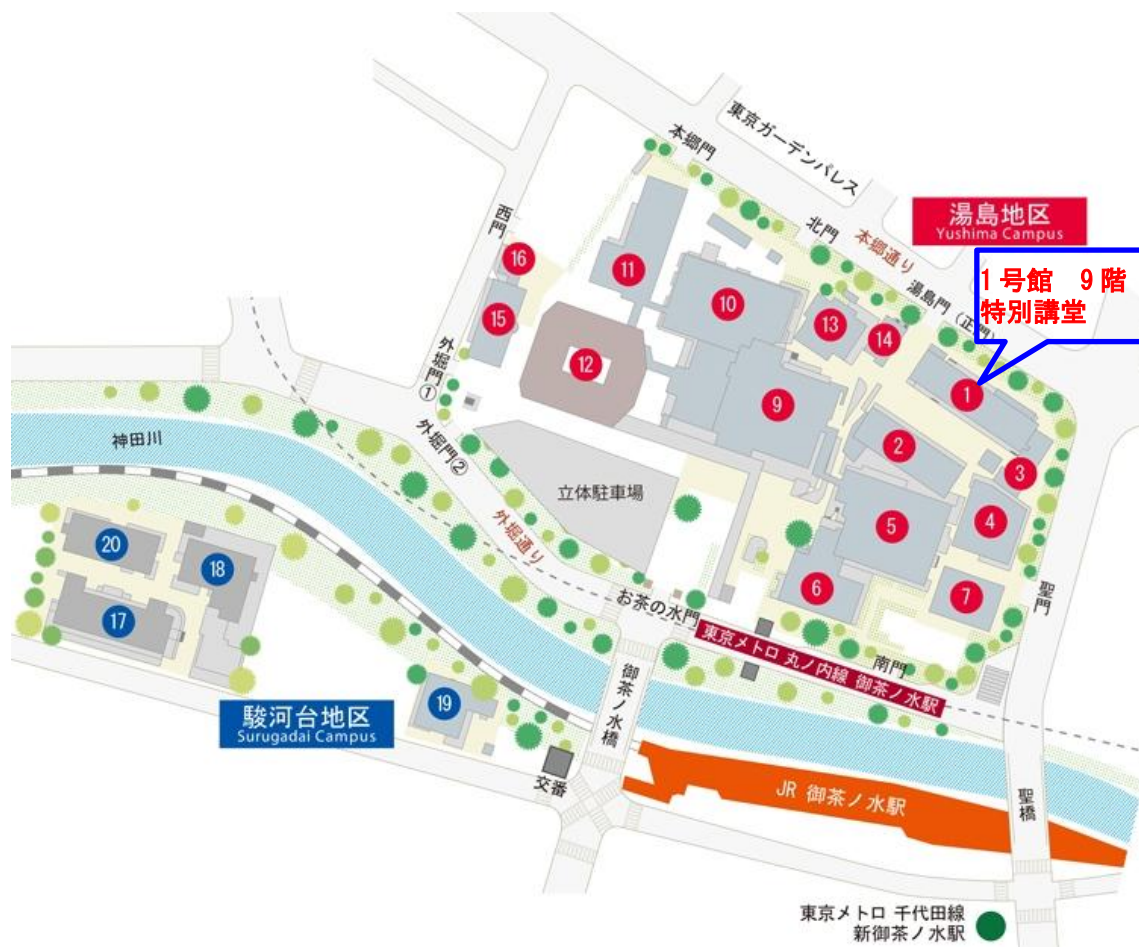 東京ガーデンパレス
本郷門
湯島地区
Yushima Campus
北門
本郷通り
西門
湯島門(正門)
1号館 9階
特別講堂
16
11
10
15
13
14
12
外堀門①
1
9
外堀門②
2
神田川
3
立体駐車場
4
5
外堀通り
20
18
6
7
聖門
17
お茶の水門
東京メトロ 丸ノ内線 御茶ノ水駅
南門
19
御茶ノ水橋
駿河台地区
Surugadai Campus
交番
JR 御茶ノ水駅
聖橋
東京メトロ 千代田線
新御茶ノ水駅